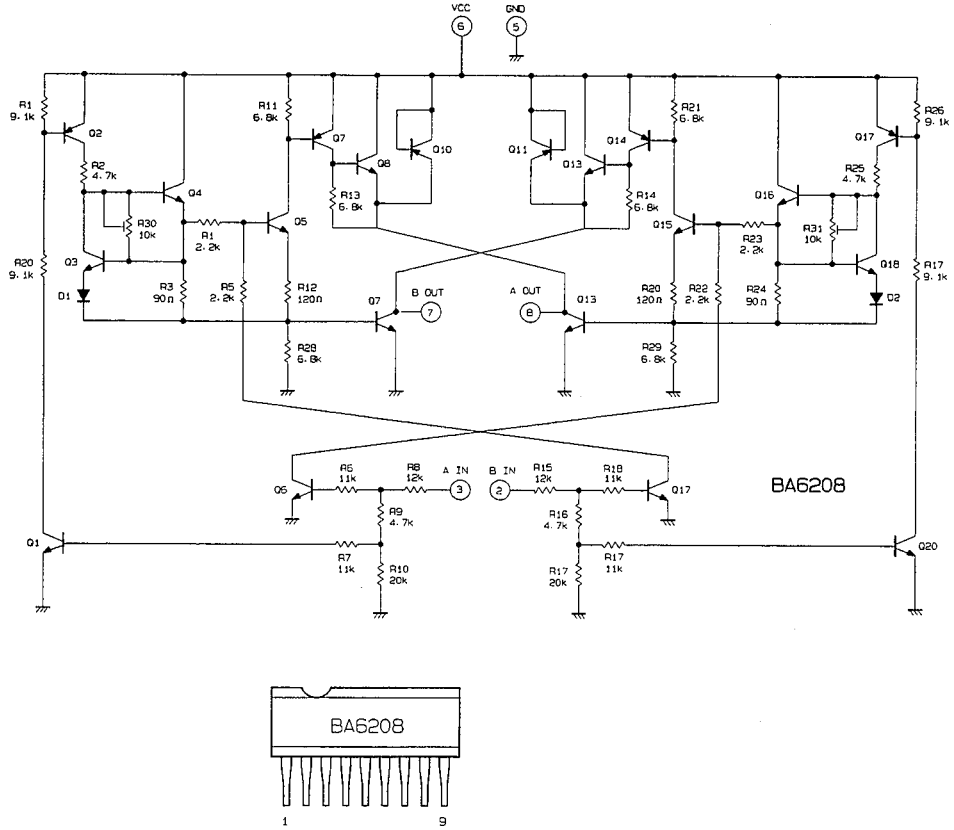 VCC
6
GND
5
R1
9.1k
Q2
R2
4.7k
Q4
R30
10k
Q3
R20
9.1k
D1
R3
90Ω
R1
2.2k
R5
2.2k
R11
6.8k
Q5
Q7
Q8
R13
6.8k
Q10
R12
120Ω
R28
6.8k
Q7
B OUT
7
A OUT
8
Q13
Q11
Q13
Q14
R14
6.8k
R21
6.8k
Q15
R20
120Ω
R29
6.8k
R22
2.2k
R23
2.2k
R24
90Ω
Q16
R31
10k
Q18
D2
R25
4.7k
Q17
R26
9.1k
R17
9.1k
Q6
R6
11k
R8
12k
A IN
3
B IN
2
R15
12k
R18
11k
Q17
R9
4.7k
R16
4.7k
Q1
R7
11k
R10
20k
R17
20k
R17
11k
Q20
BA6208
BA6208
1
9